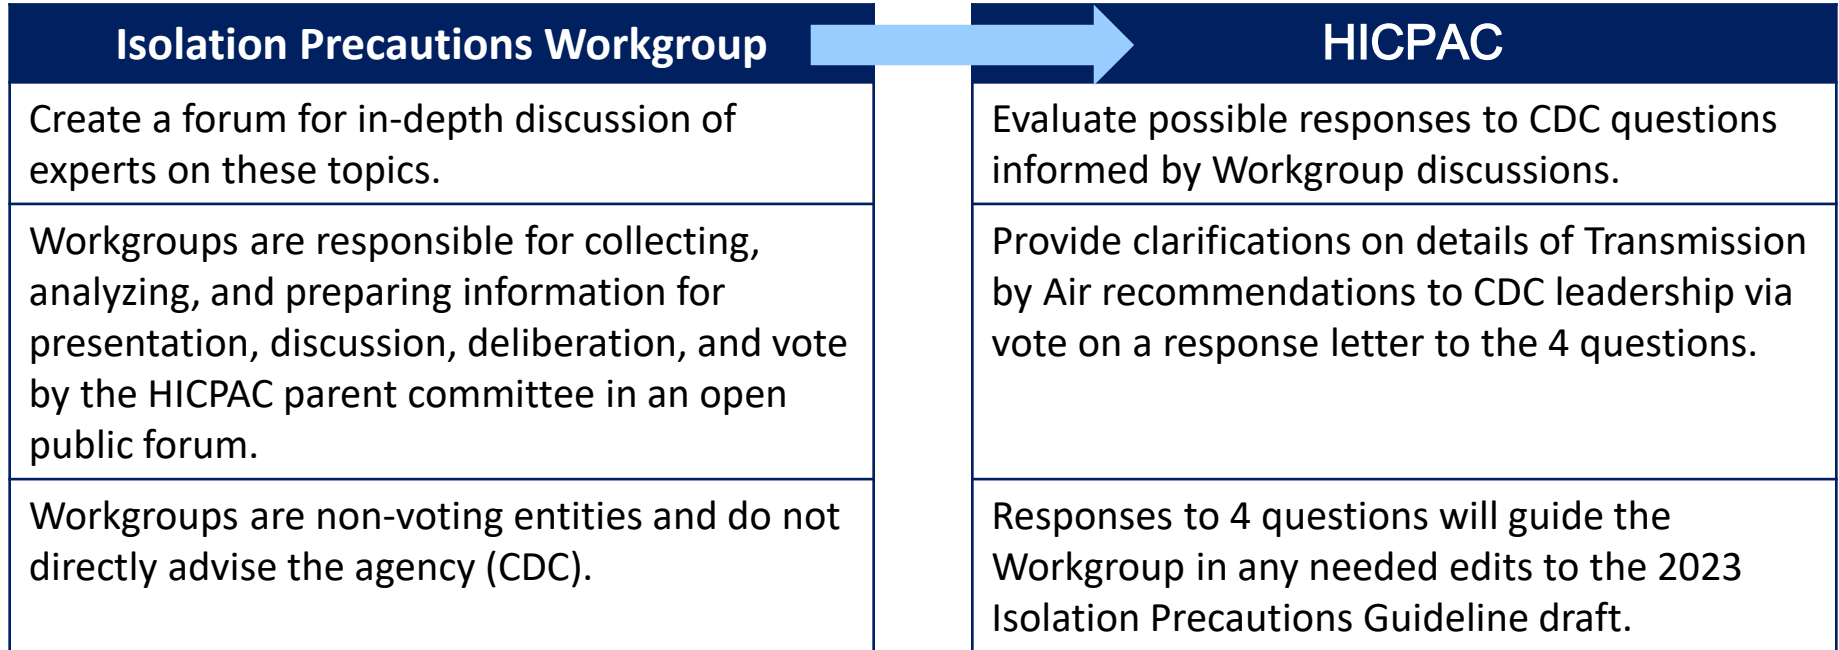 Isolation Precautions Workgroup
Create a forum for in-depth discussion of
experts on these topics.
Workgroups are responsible for collecting,
analyzing, and preparing information for
presentation, discussion, deliberation, and vote
by the HICPAC parent committee in an open
public forum.
Workgroups are non-voting entities and do not
directly advise the agency (CDC).
HICPAC
Evaluate possible responses to CDC questions
informed by Workgroup discussions.
Provide clarifications on details of Transmission
by Air recommendations to CDC leadership via
vote on a response letter to the 4 questions.
Responses to 4 questions will guide the
Workgroup in any needed edits to the 2023
Isolation Precautions Guideline draft.